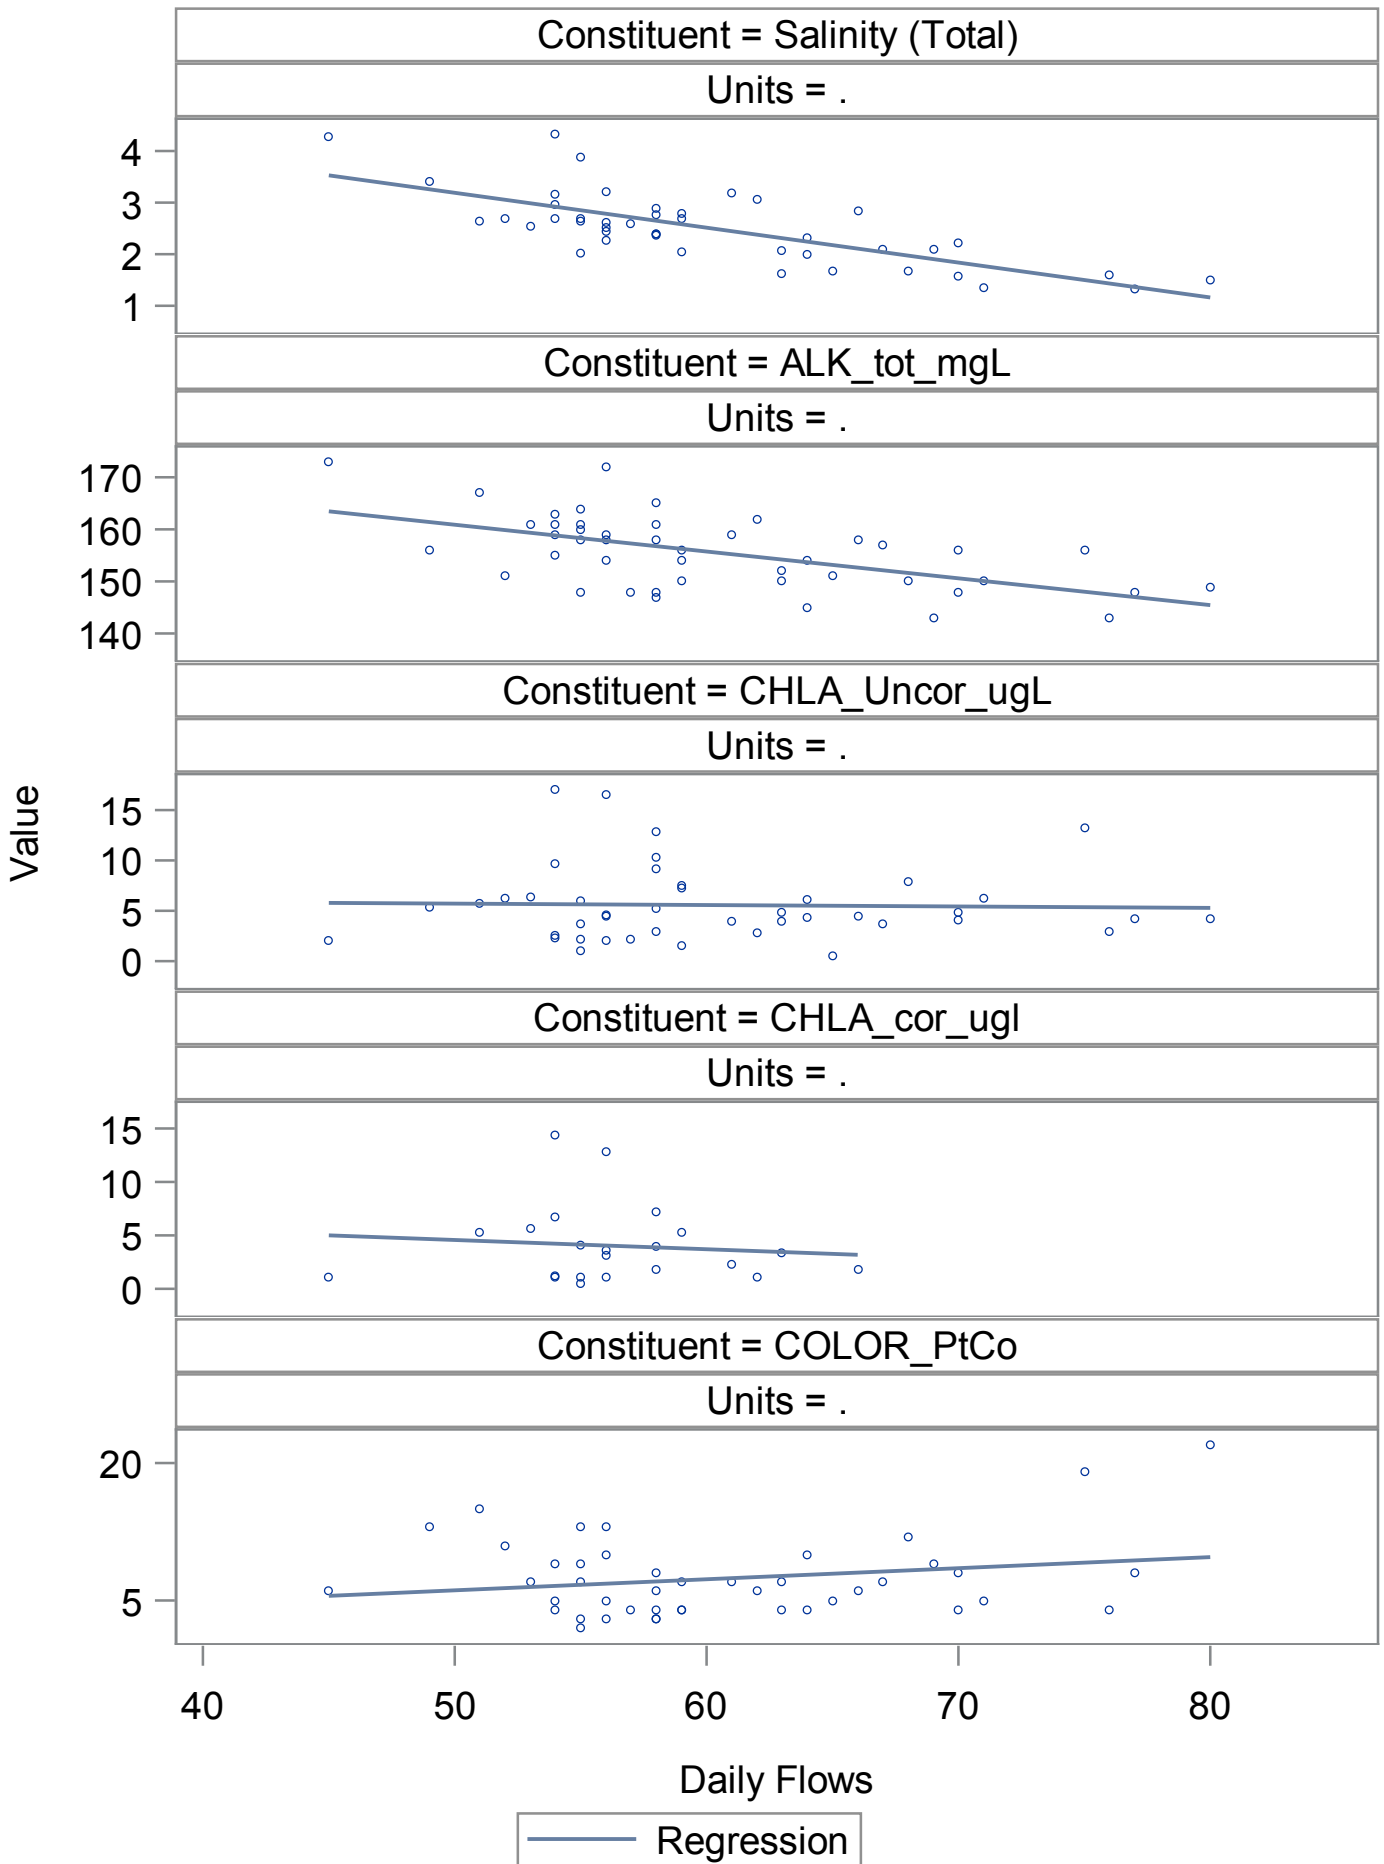 Constituent = Salinity (Total)
Units = .
4
3
2
1
Constituent = ALK_tot_mgL
Units = .
170
160
150
140
Constituent = CHLA_Uncor_ugL
Units = .
15
10
5
0
Value
Constituent = CHLA_cor_ugl
Units = .
15
10
5
0
Constituent = COLOR_PtCo
Units = .
20
5
40 50 60 70 80
Daily Flows
Regression